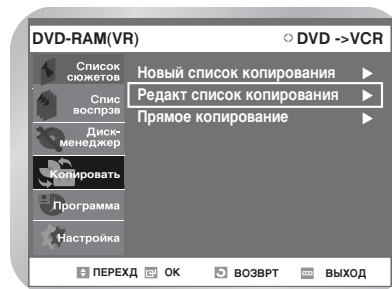 DVD-RAM(VR) DVD ->VCR
Список сюжетов
Спис воспрзв
Диск-менеджер
Копировать
Программа
Настройка
Новый список копирования
Редакт список копирования
Прямое копирование
ПЕРЕХД ОК ВОЗВРТ ВЫХОД